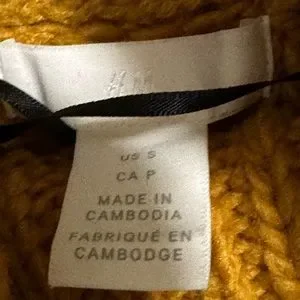 US S
CA P
MADE IN
CAMBODIA
FABRIQUÉ EN
CAMBODGE